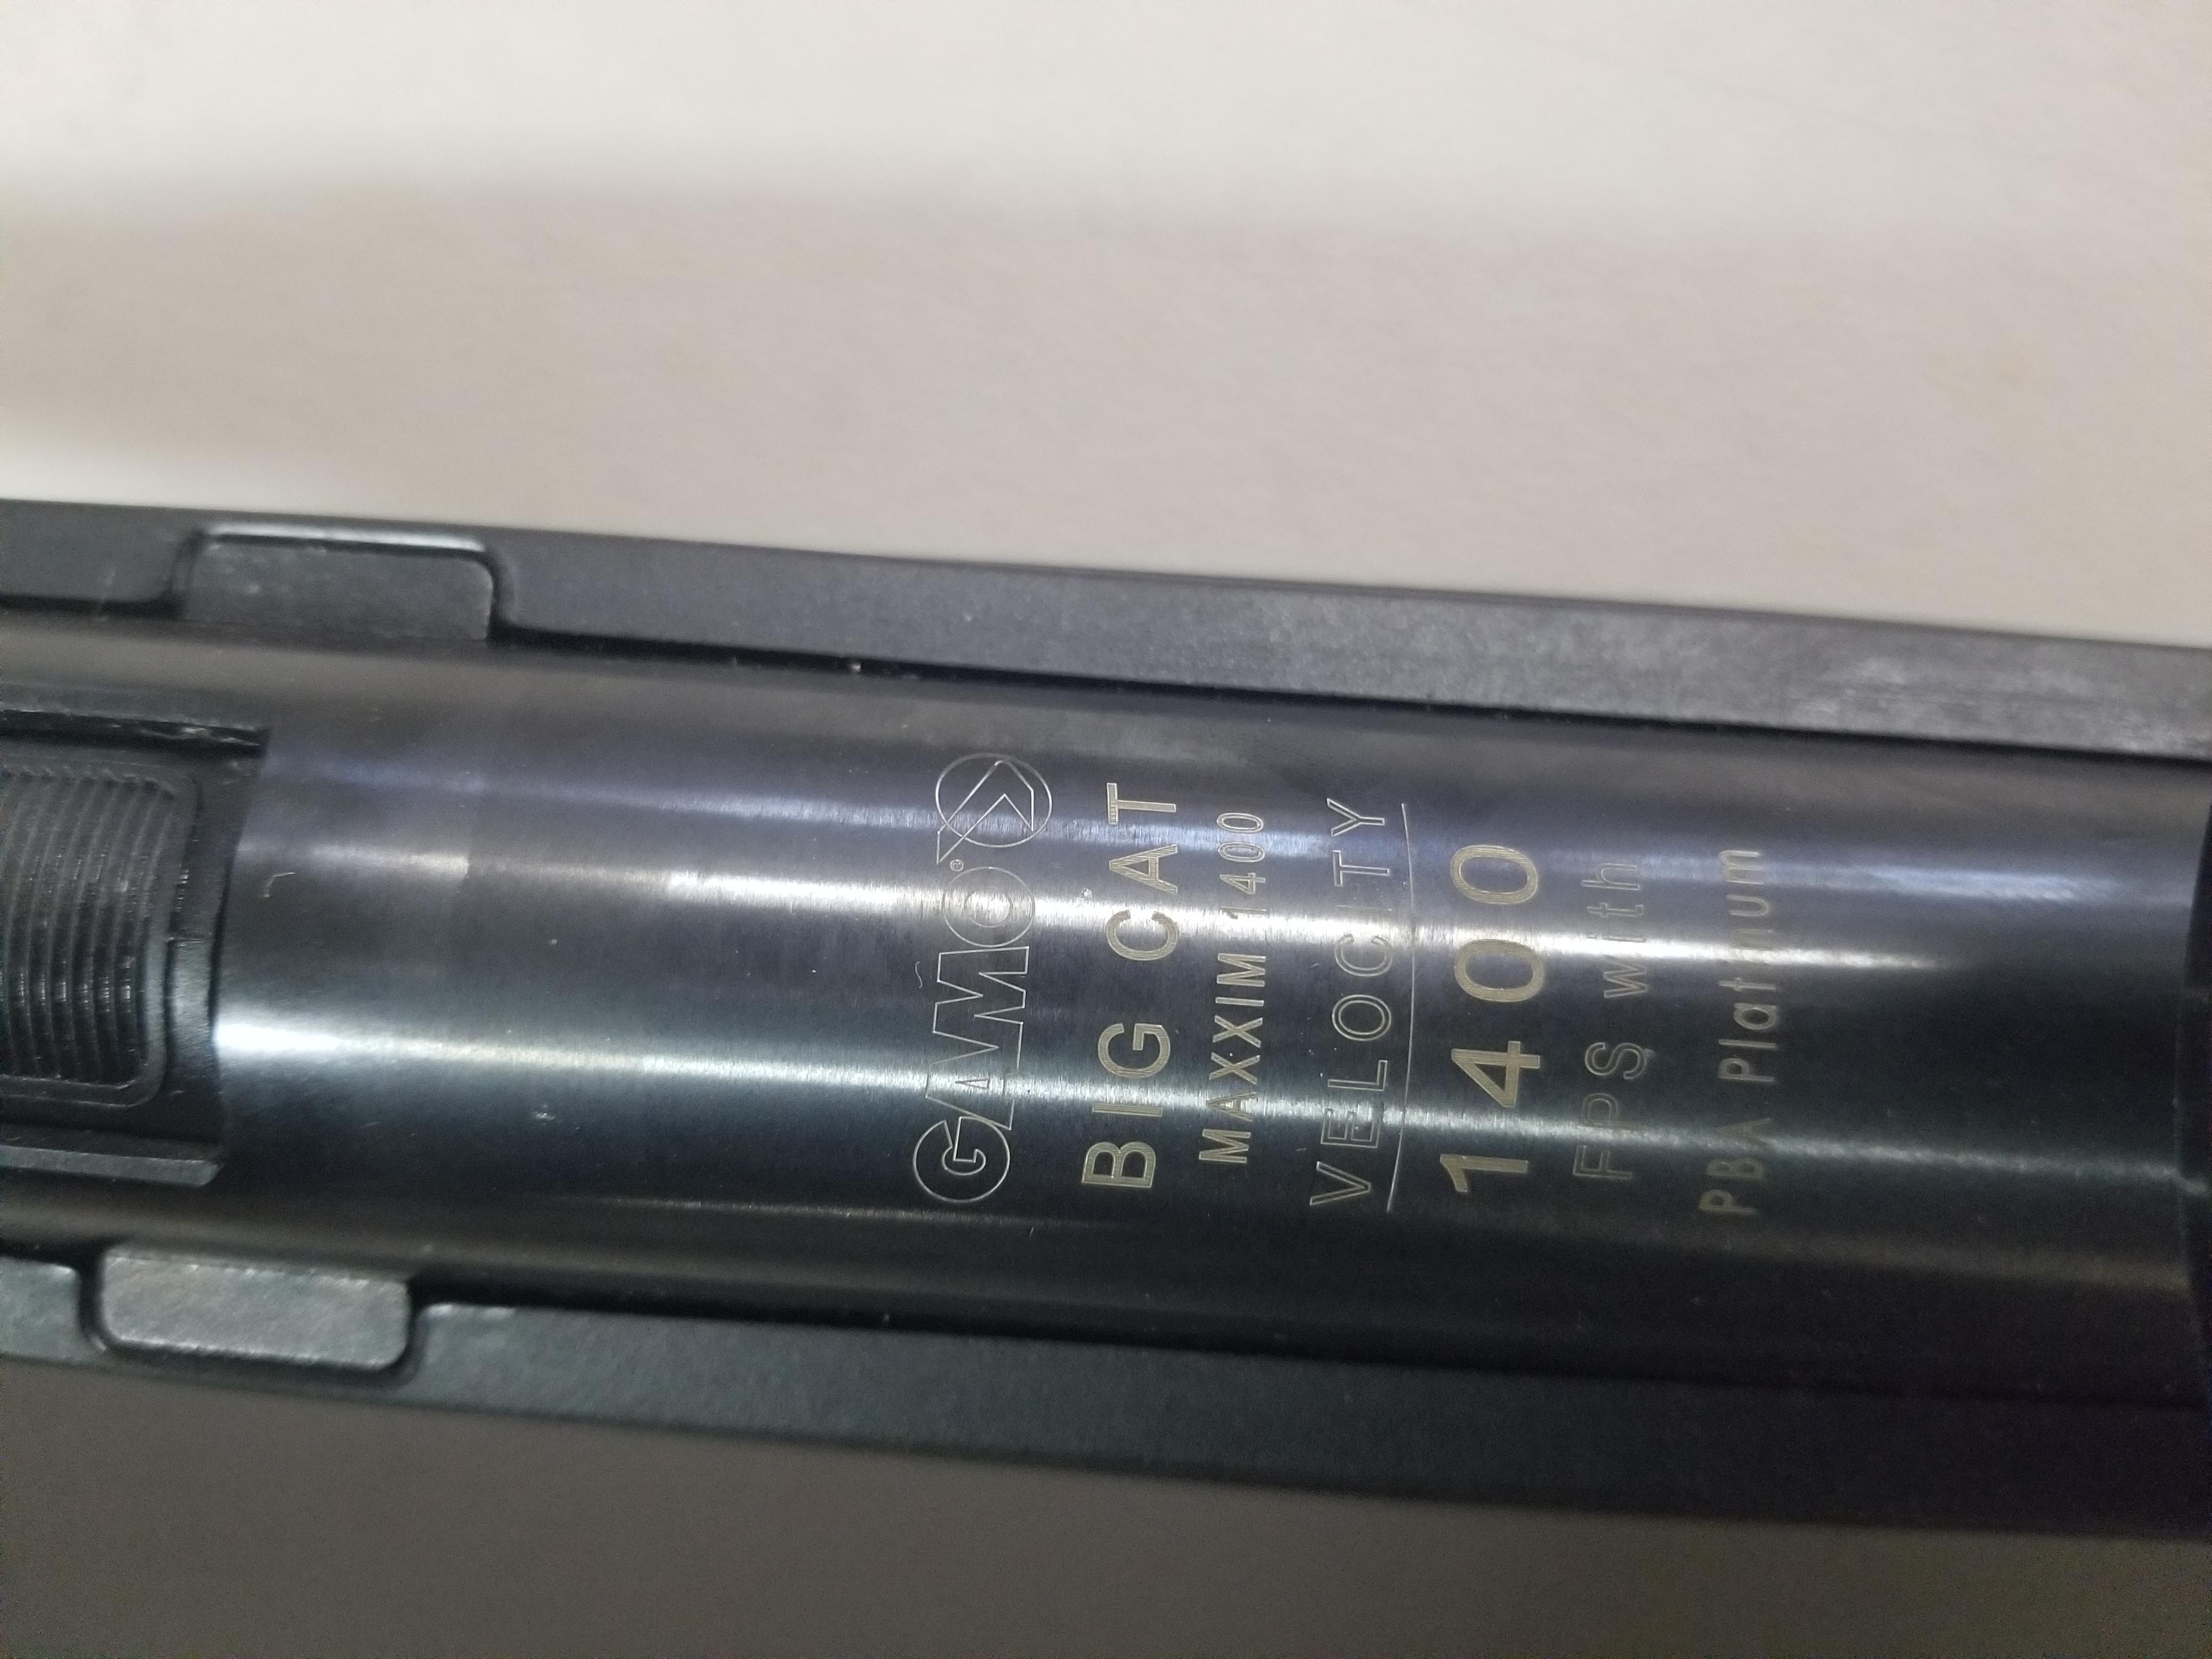 GAMO®
BIG CAT
MAXXIM 1400
VELOCITY
1400
FPS with
PBA Platinum